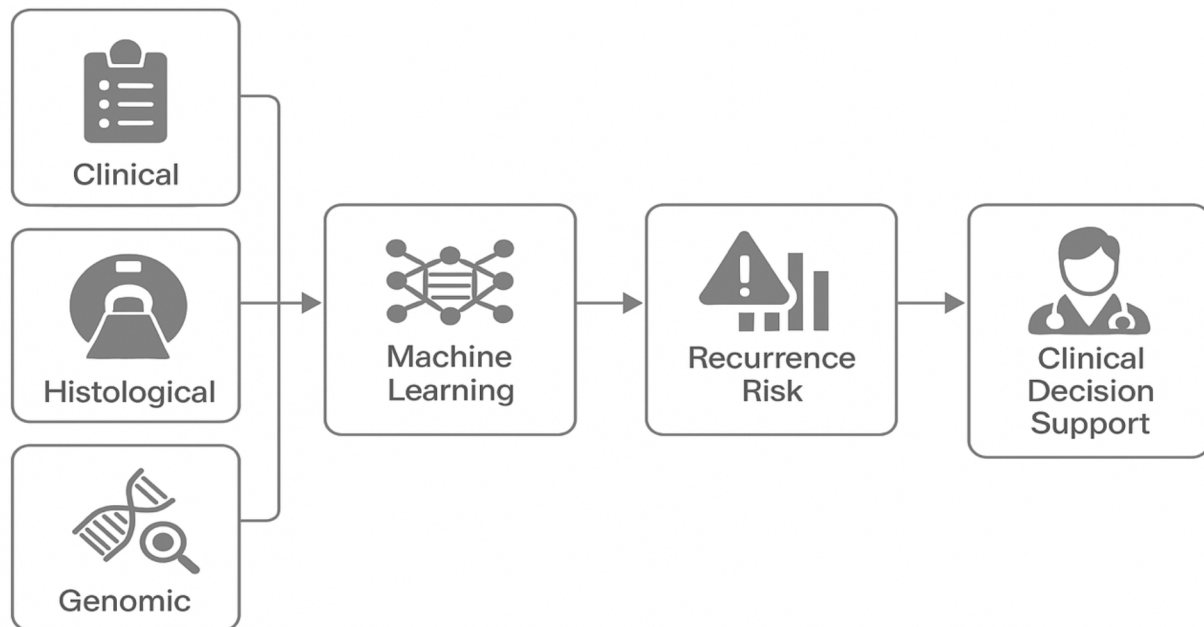 Clinical
Histological
Genomic
Machine
Learning
Recurrence
Risk
Clinical
Decision
Support